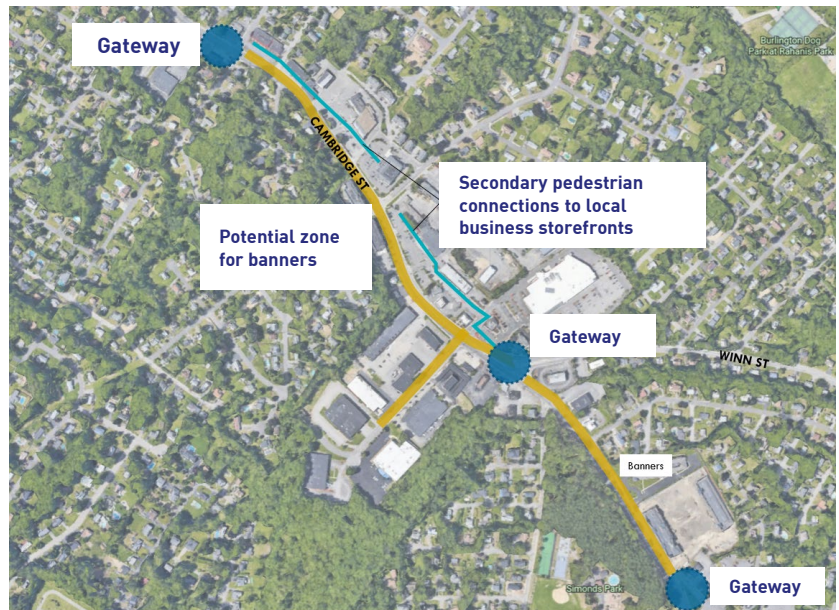 Gateway
Burlington Dog
Park at Rahanis Park
CAMBRIDGE ST
Secondary pedestrian
connections to local
business storefronts
Potential zone
for banners
Gateway
WINN ST
Banners
Simonds Park
Gateway